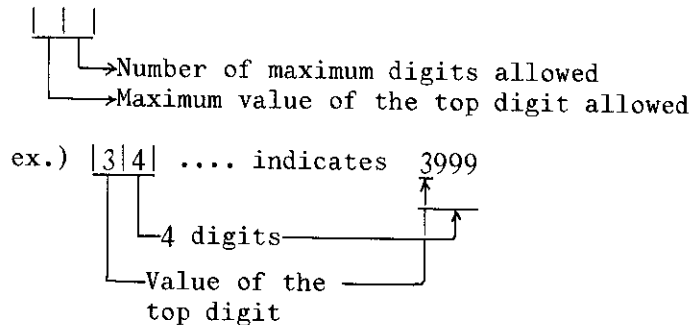 Number of maximum digits allowed
Maximum value of the top digit allowed
ex.) |3|4| .... indicates 3999
4 digits
Value of the
top digit